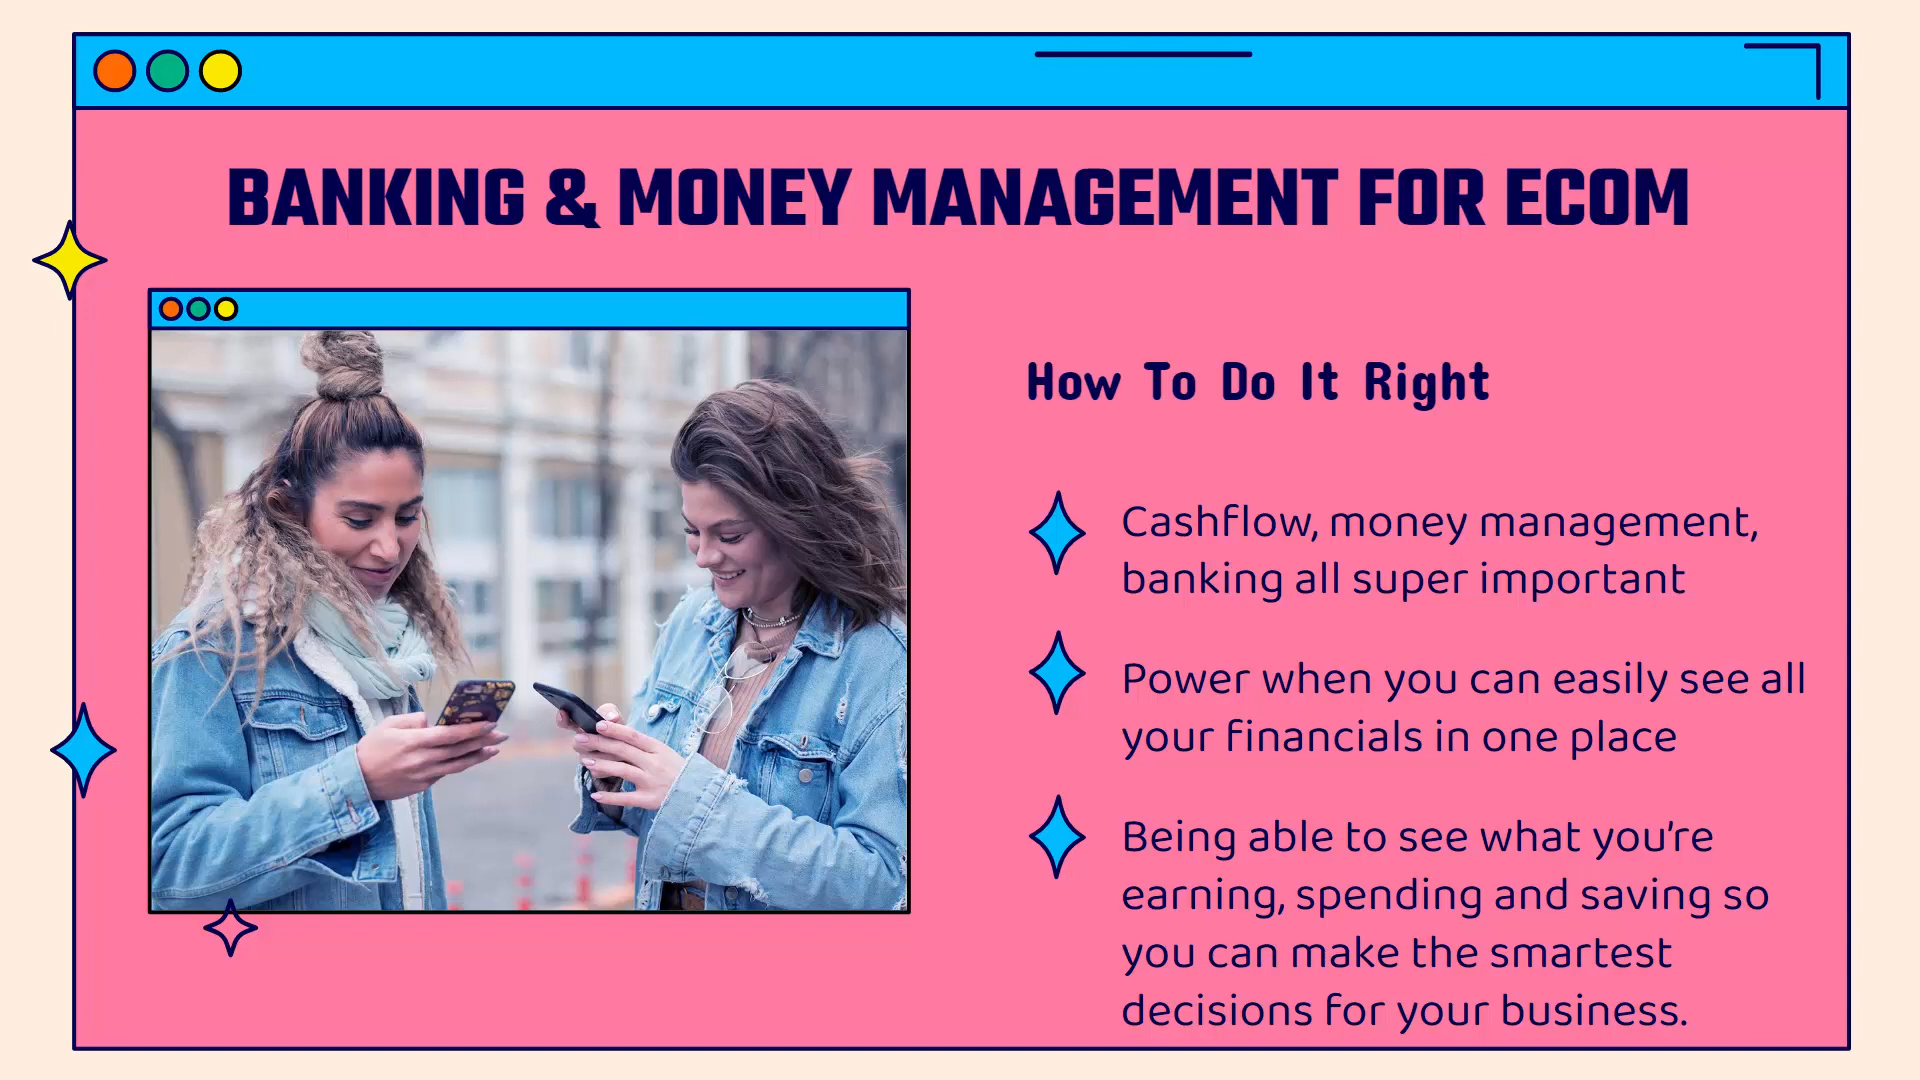 BANKING & MONEY MANAGEMENT FOR ECOM
How To Do It Right
Cashflow, money management,
banking all super important
Power when you can easily see all
your financials in one place
Being able to see what you’re
earning, spending and saving so
you can make the smartest
decisions for your business.